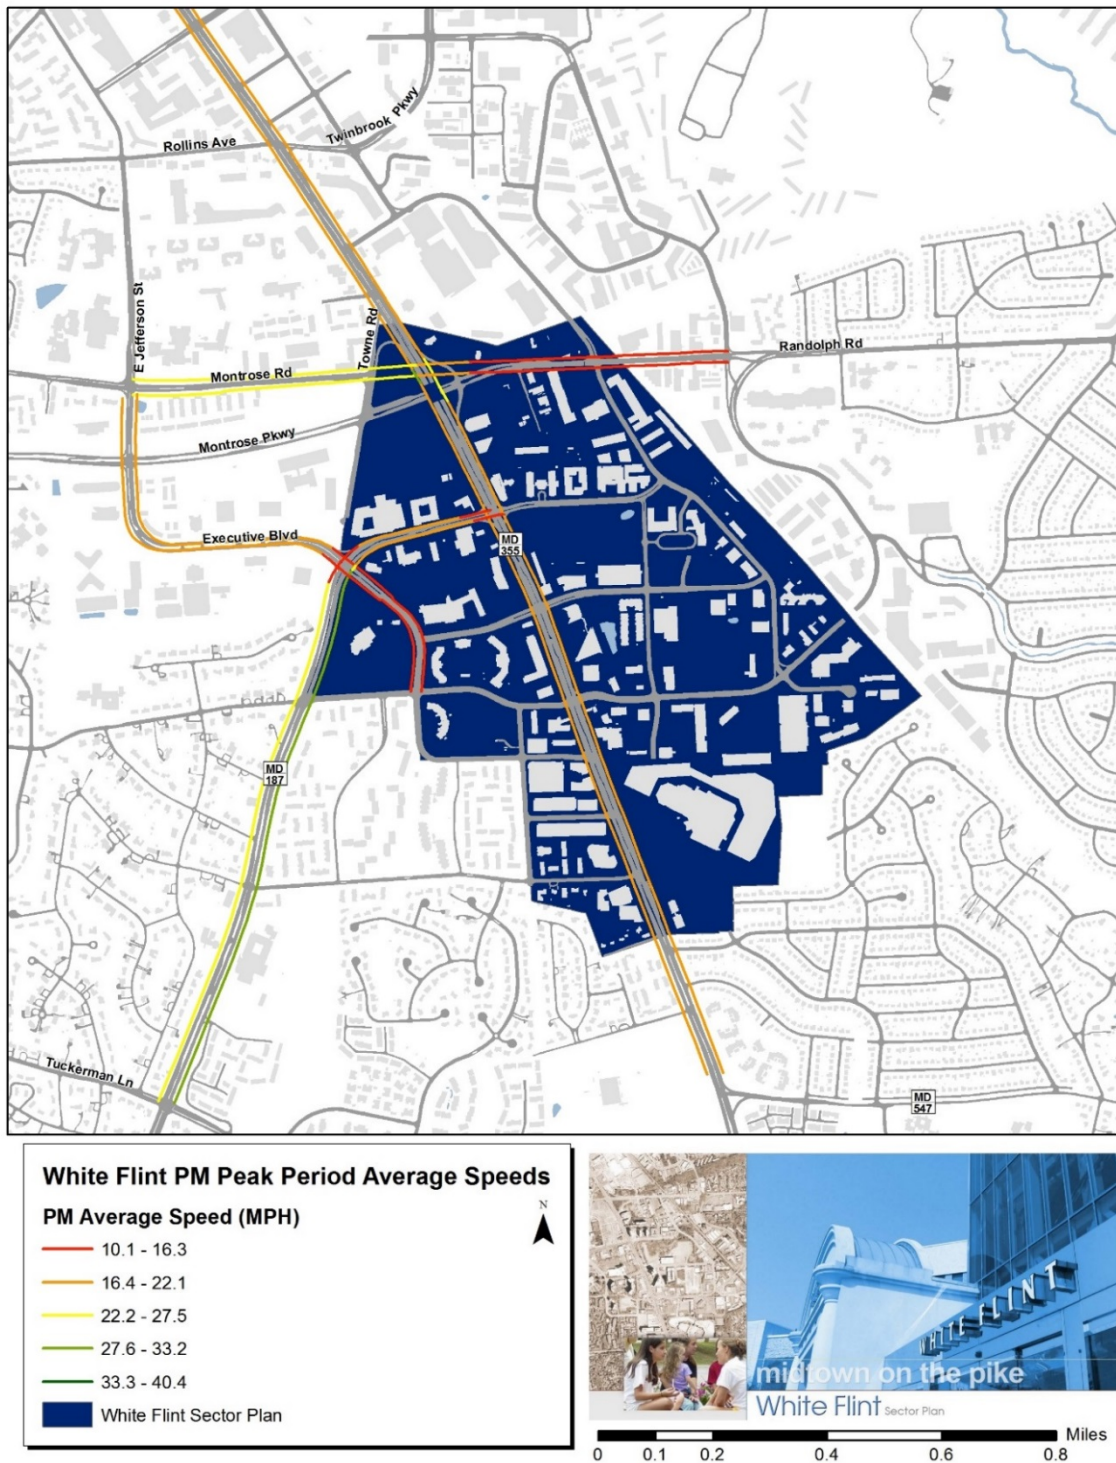 Rollins Ave
Twinbrook Pkwy
E Jefferson St
Towne Rd
Montrose Rd
Randolph Rd
Montrose Pkwy
Executive Blvd
MD
355
MD
187
Tuckerman Ln
MD
547
White Flint PM Peak Period Average Speeds
PM Average Speed (MPH)
N
10.1 - 16.3
16.4 - 22.1
22.2 - 27.5
27.6 - 33.2
33.3 - 40.4
White Flint Sector Plan
WHITE FLINT
midtown on the pike
White Flint Sector Plan
0 0.1 0.2 0.4 0.6 0.8 Miles